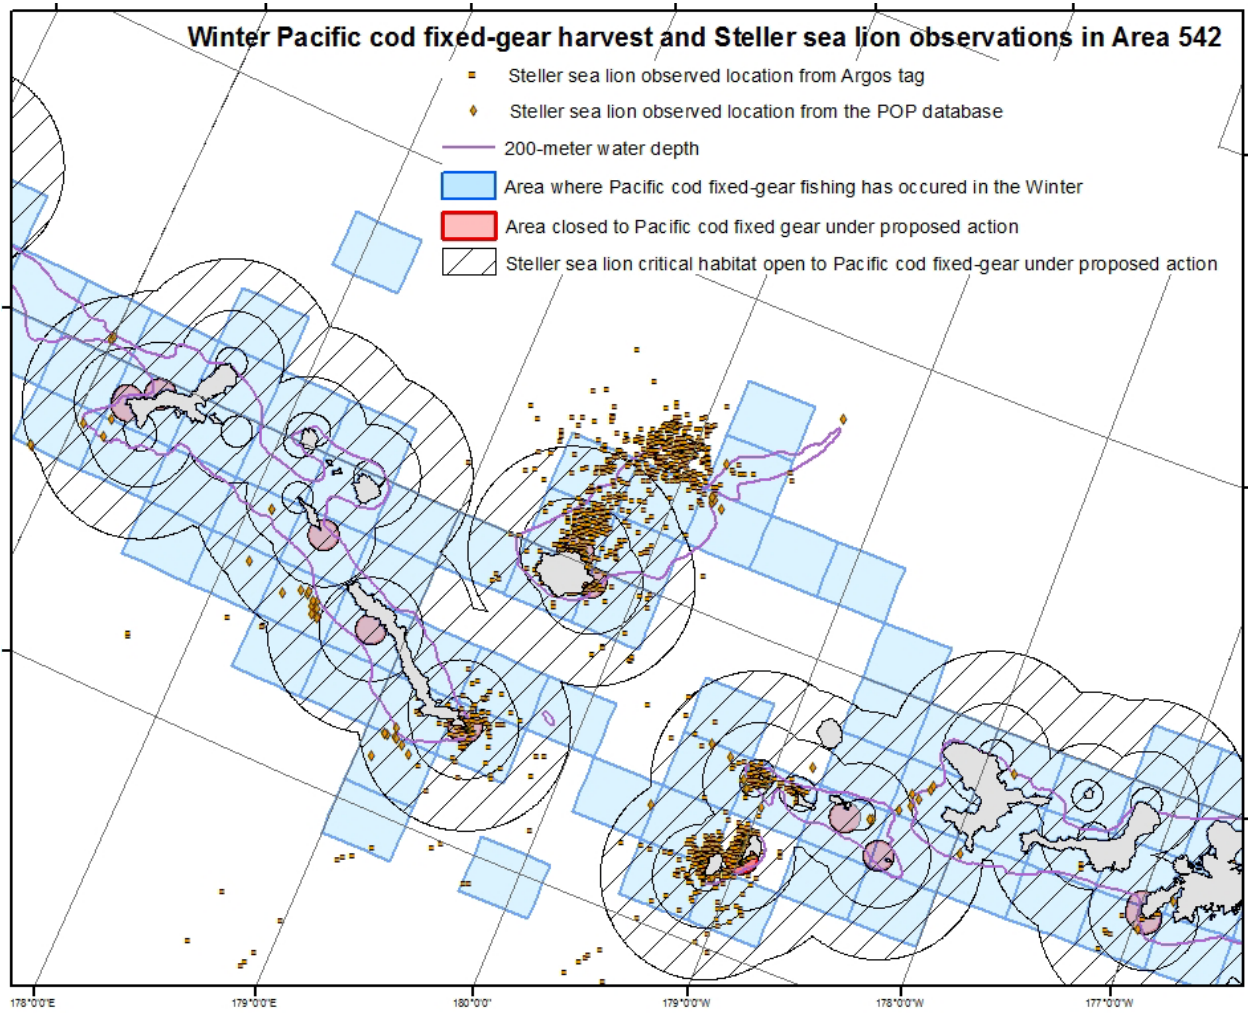 Winter Pacific cod fixed-gear harvest and Steller sea lion observations in Area 542
Steller sea lion observed location from Argos tag
Steller sea lion observed location from the POP database
200-meter water depth
Area where Pacific cod fixed-gear fishing has occured in the Winter
Area closed to Pacific cod fixed gear under proposed action
Steller sea lion critical habitat open to Pacific cod fixed-gear under proposed action
178°0'0"E 179°0'0"E 180°0'0" 179°0'0"W 178°0'0"W 177°0'0"W